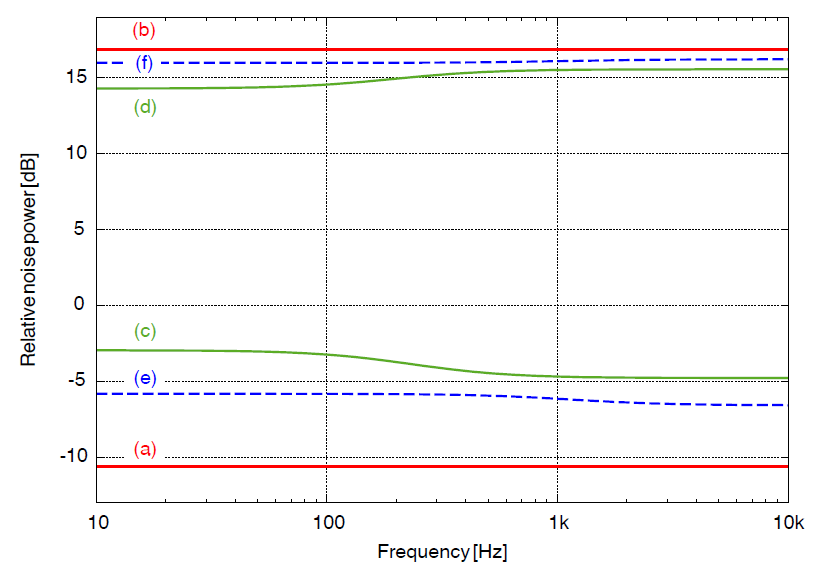 (b)
(f)
15
(d)
10
5
0
(c)
-5
(e)
(a)
-10
10
100
1k
10k
Frequency [Hz]
Relative noise power [dB]